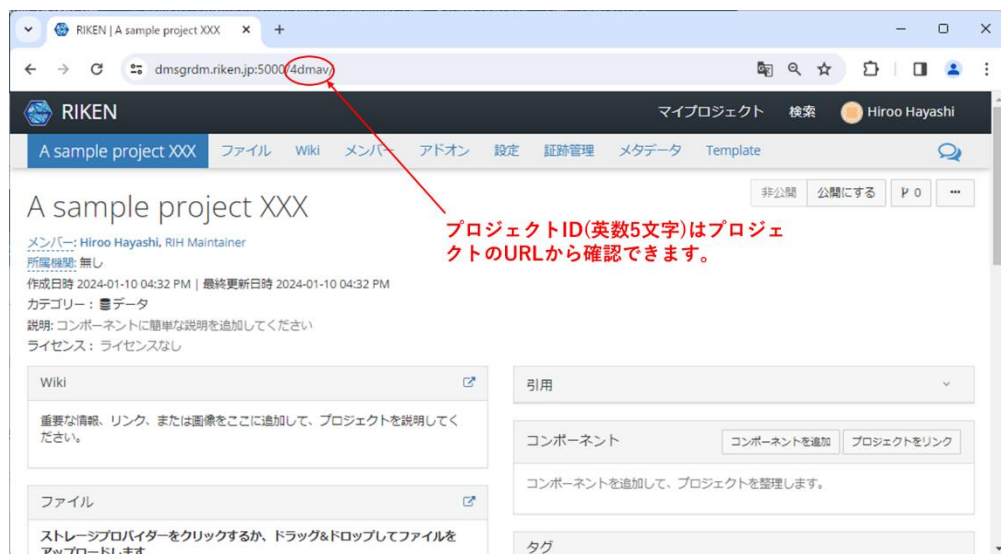 RIKEN | A sample project XXX
dmsgrdm.riken.jp:5000/4dmav/
RIKEN
マイプロジェクト 検索 Hiroo Hayashi
A sample project XXX ファイル Wiki メンバー アドオン 設定 証跡管理 メタデータ Template
非公開 公開にする 0
A sample project XXX
プロジェクトID(英数5文字)はプロジェ
クトのURLから確認できます。
メンバー: Hiroo Hayashi, RIH Maintainer
所属機関: 無し
作成日時 2024-01-10 04:32 PM | 最終更新日時 2024-01-10 04:32 PM
カテゴリー： データ
説明: コンポーネントに簡単な説明を追加してください
ライセンス： ライセンスなし
Wiki
重要な情報、リンク、または画像をここに追加して、プロジェクトを説明してく
ださい。
ファイル
ストレージプロバイダーをクリックするか、ドラッグ&ドロップしてファイルを
アップロードします
引用
コンポーネント コンポーネントを追加 プロジェクトをリンク
コンポーネントを追加して、プロジェクトを整理します。
タグ